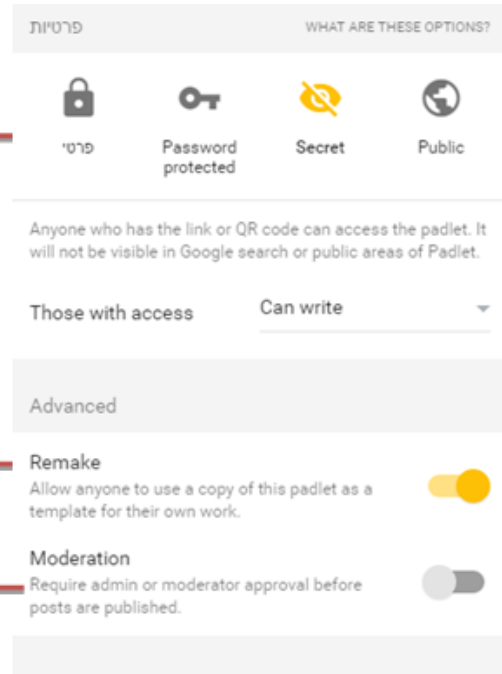 פרטיות
WHAT ARE THESE OPTIONS?
פרטי
Password
protected
Secret
Public
Anyone who has the link or QR code can access the padlet. It
will not be visible in Google search or public areas of Padlet.
Those with access
Can write
Advanced
Remake
Allow anyone to use a copy of this padlet as a
template for their own work.
Moderation
Require admin or moderator approval before
posts are published.